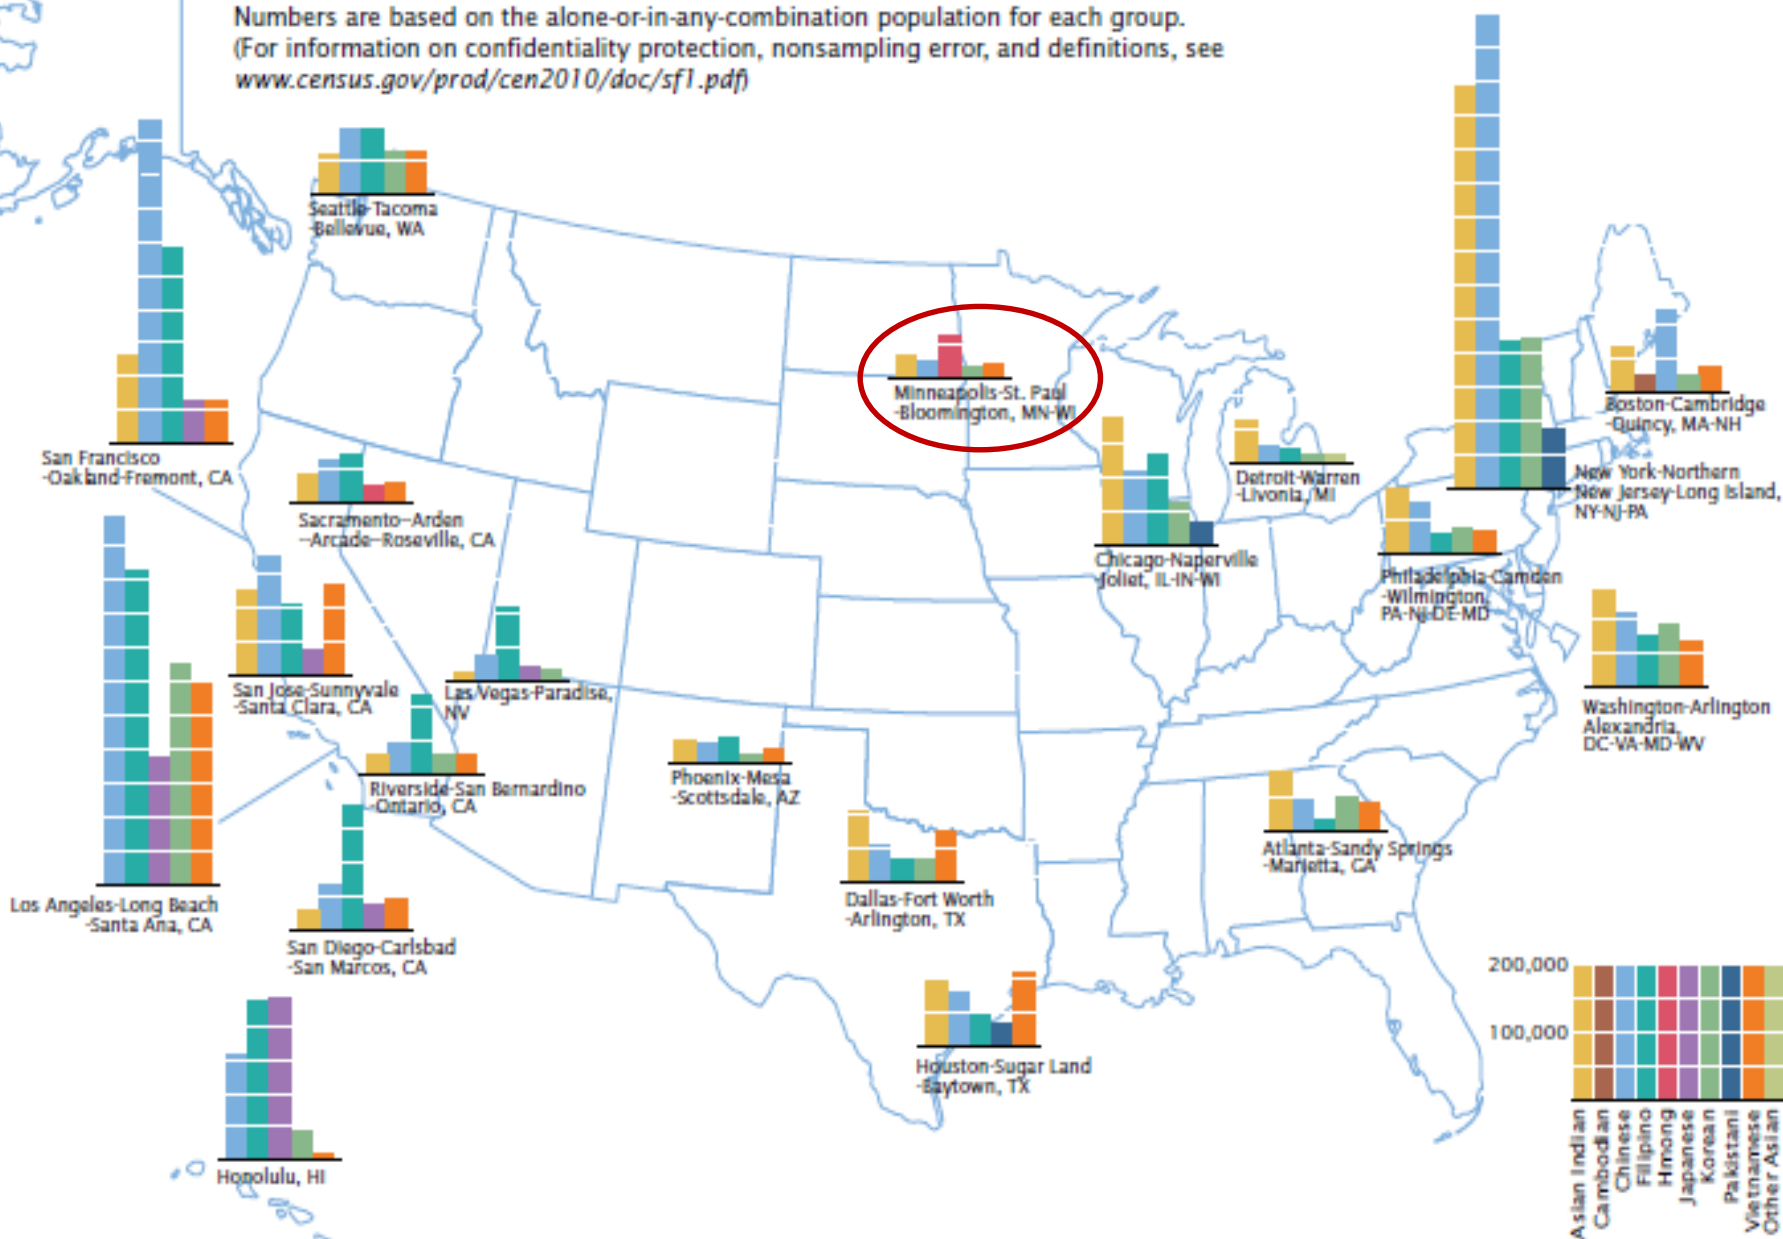 Numbers are based on the alone-or-in-any-combination population for each group.
(For information on confidentiality protection, nonsampling error, and definitions, see
www.census.gov/prod/cen2010/doc/sf1.pdf)
Seattle-Tacoma
-Bellevue, WA
Minneapolis-St. Paul
-Bloomington, MN-WI
Boston-Cambridge
-Quincy, MA-NH
San Francisco
-Oakland-Fremont, CA
Detroit-Warren
-Livonia, MI
New York-Northern
New Jersey-Long Island,
NY-NJ-PA
Sacramento--Arden
--Arcade--Roseville, CA
Chicago-Naperville
-Joliet, IL-IN-WI
Philadelphia-Camden
-Wilmington,
PA-NJ-DE-MD
San Jose-Sunnyvale
-Santa Clara, CA
Las Vegas-Paradise,
NV
Washington-Arlington
Alexandria,
DC-VA-MD-WV
Riverside-San Bernardino
-Ontario, CA
Phoenix-Mesa
-Scottsdale, AZ
Atlanta-Sandy Springs
-Marietta, GA
Los Angeles-Long Beach
-Santa Ana, CA
Dallas-Fort Worth
-Arlington, TX
San Diego-Carlsbad
-San Marcos, CA
Houston-Sugar Land
-Baytown, TX
Honolulu, HI
200,000
100,000
Asian Indian
Cambodian
Chinese
Filipino
Hmong
Japanese
Korean
Pakistani
Vietnamese
Other Asian